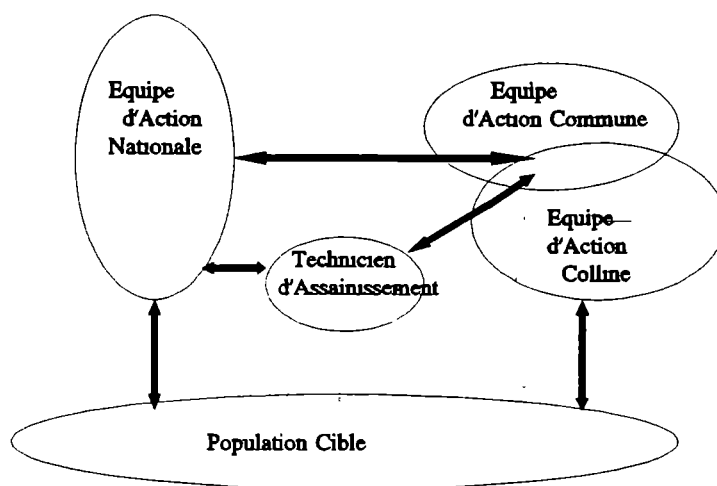 Equipe
d'Action
Nationale
Equipe
d'Action Commune
Equipe
d'Action
Colline
Technicien
d'Assainissement
Population Cible